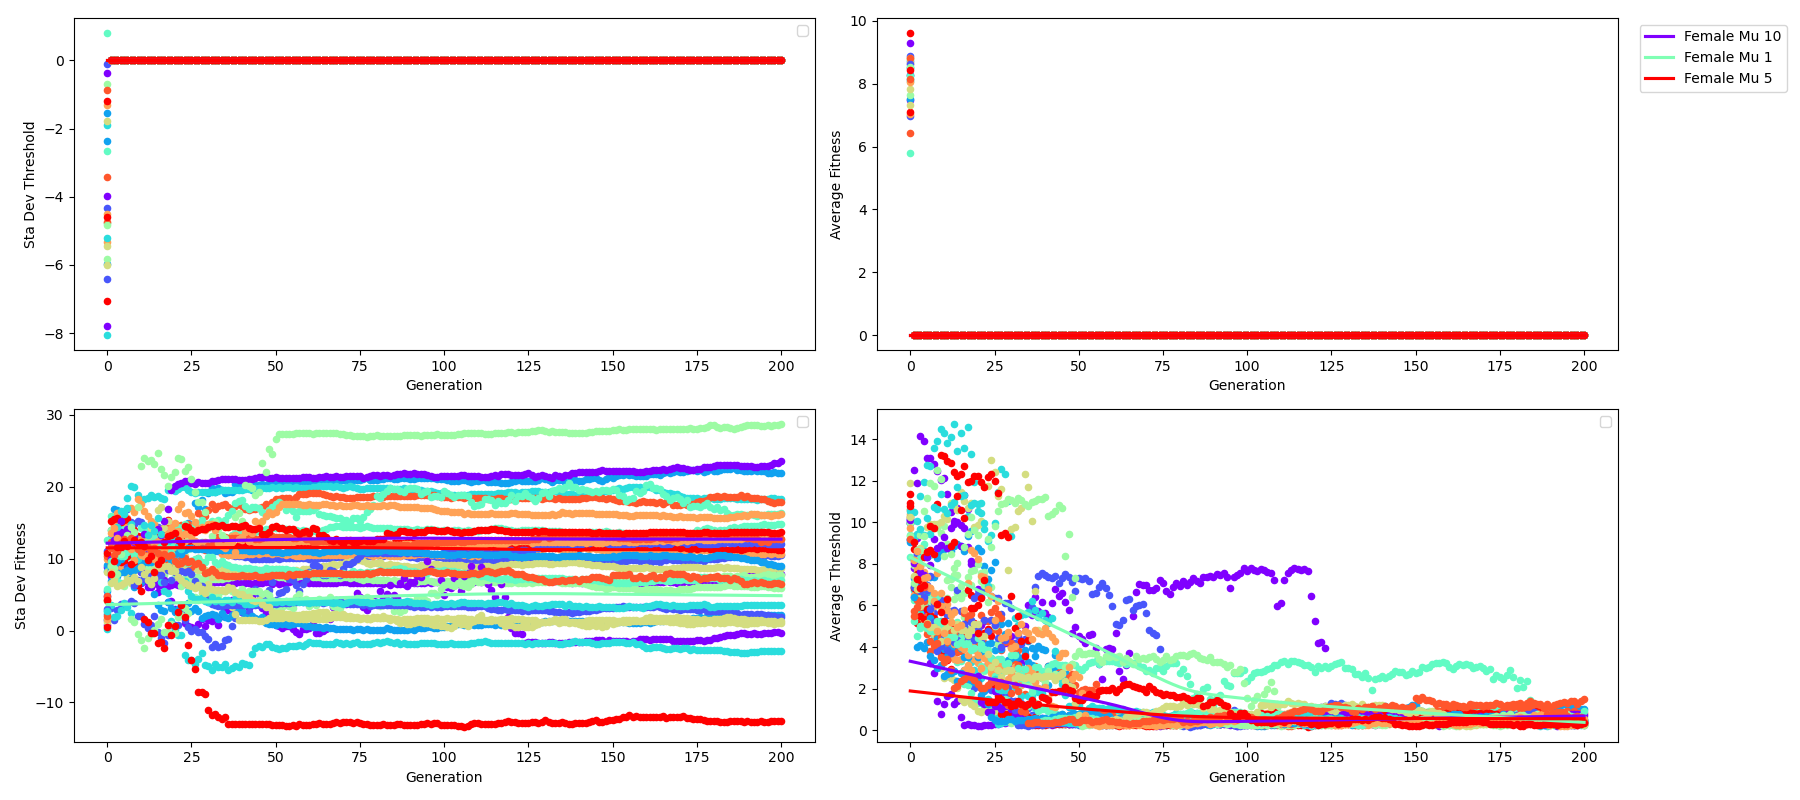 Sta Dev Threshold
0
−2
−4
−6
−8
0 25 50 75 100 125 150 175 200
Generation
Average Fitness
10
8
6
4
2
0
0 25 50 75 100 125 150 175 200
Generation
Female Mu 10
Female Mu 1
Female Mu 5
Sta Dev Fitness
30
20
10
0
−10
0 25 50 75 100 125 150 175 200
Generation
Average Threshold
14
12
10
8
6
4
2
0
0 25 50 75 100 125 150 175 200
Generation